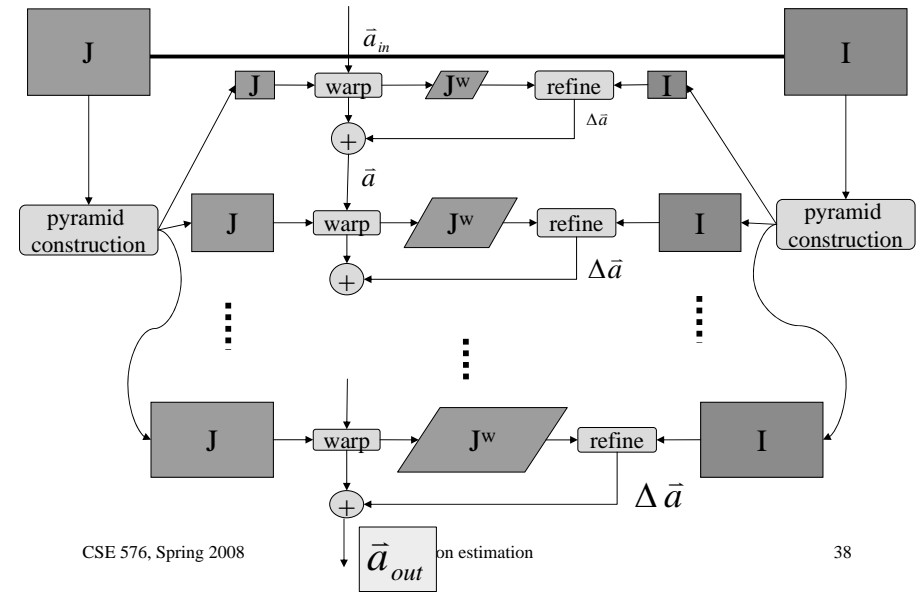 J
I
a⃗ in
J
warp
Jᵂ
refine
I
Δa⃗
+
a⃗
pyramid
construction
J
warp
Jᵂ
refine
I
pyramid
construction
Δa⃗
+
J
warp
Jᵂ
refine
I
+
Δ a⃗
CSE 576, Spring 2008
a⃗ out
on estimation
38